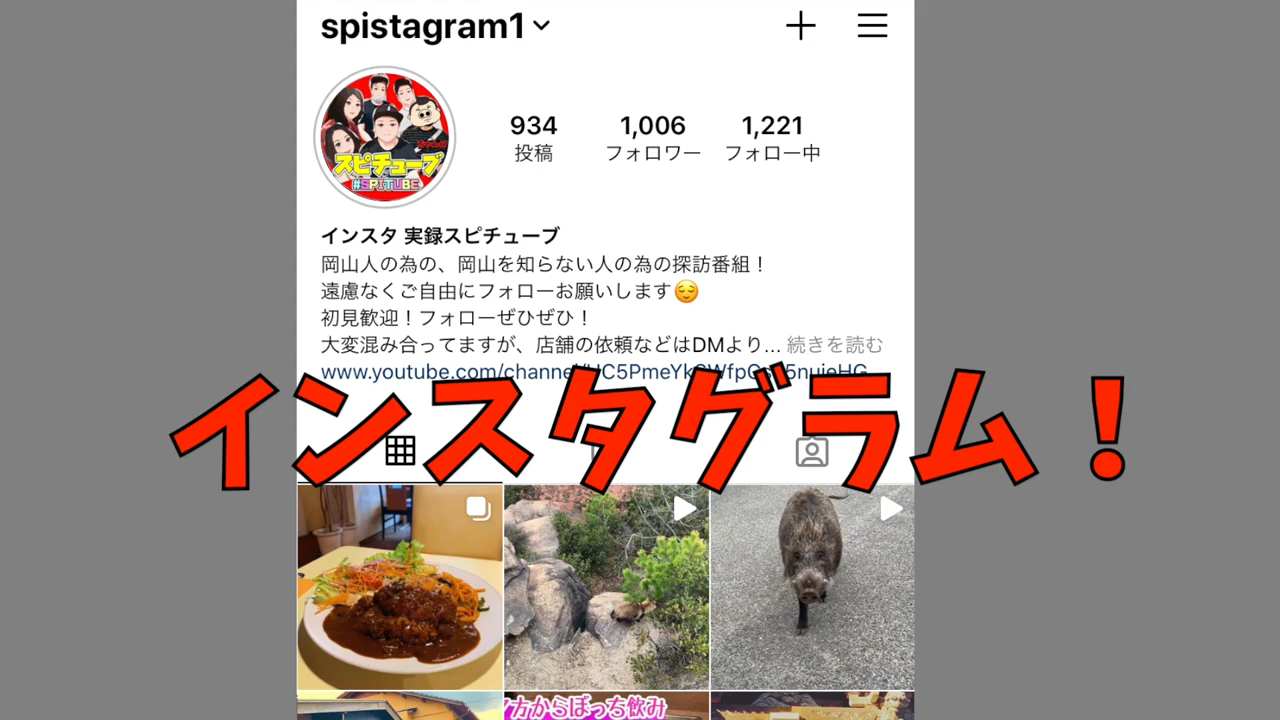 spistagram1
スピチューブ
#SPITUBE
934
投稿
1,006
フォロワー
1,221
フォロー中
インスタ 実録スピチューブ
岡山人の為の、岡山を知らない人の為の探訪番組！
遠慮なくご自由にフォローお願いします😌
初見歓迎！フォローぜひぜひ！
大変混み合ってますが、店舗の依頼などはDMより... 続きを読む
www.youtube.com/channel
インスタグラム！
方からぼっち飲み